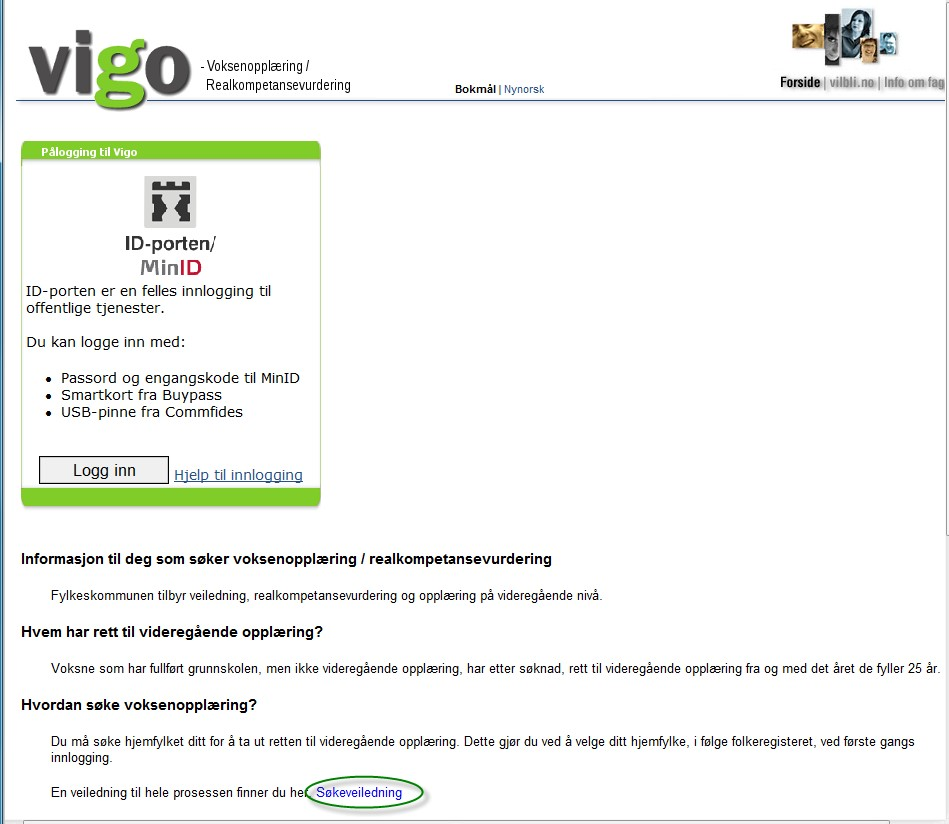 vigo
- Voksenopplæring /
Realkompetansevurdering
Bokmål | Nynorsk
Forside | vilbli.no | Info om fag
Pålogging til Vigo
ID-porten/
MinID
ID-porten er en felles innlogging til
offentlige tjenester.
Du kan logge inn med:
• Passord og engangskode til MinID
• Smartkort fra Buypass
• USB-pinne fra Commfides
Logg inn Hjelp til innlogging
Informasjon til deg som søker voksenopplæring / realkompetansevurdering
Fylkeskommunen tilbyr veiledning, realkompetansevurdering og opplæring på videregående nivå.
Hvem har rett til videregående opplæring?
Voksne som har fullført grunnskolen, men ikke videregående opplæring, har etter søknad, rett til videregående opplæring fra og med det året de fyller 25 år.
Hvordan søke voksenopplæring?
Du må søke hjemfylket ditt for å ta ut retten til videregående opplæring. Dette gjør du ved å velge ditt hjemfylke, i følge folkeregisteret, ved første gangs
innlogging.
En veiledning til hele prosessen finner du her. Søkeveiledning